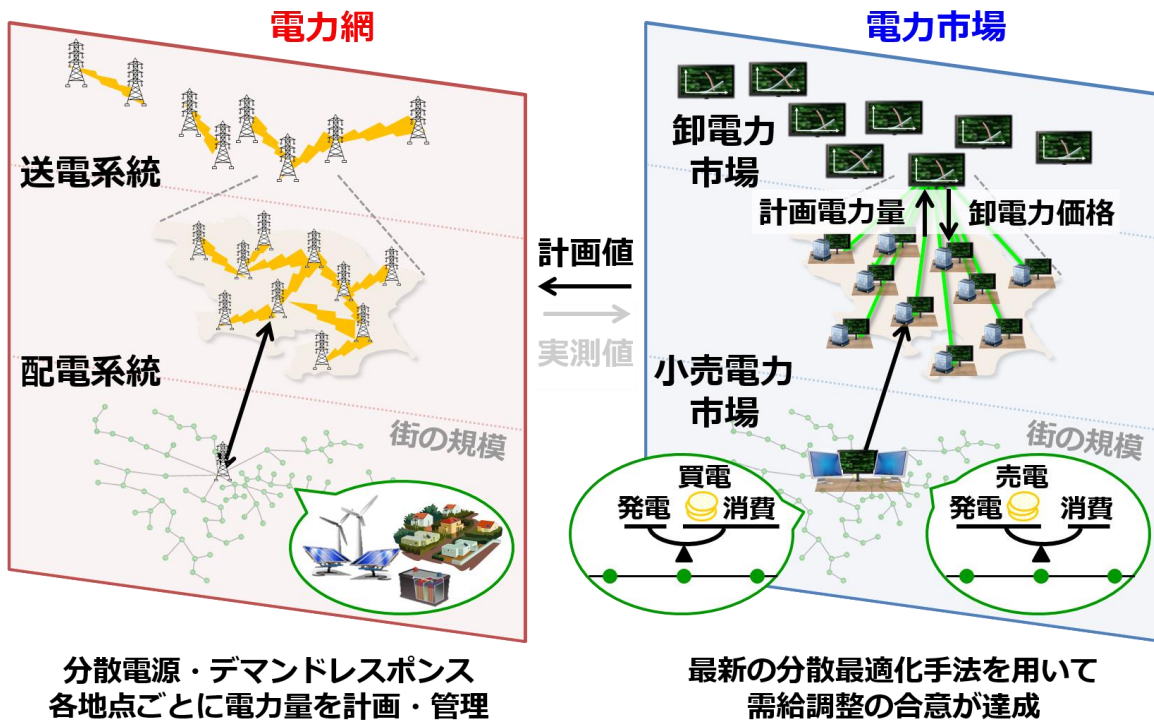 電力網
電力市場
送電系統
配電系統
街の規模
計画値
実測値
卸電力
市場
計画電力量
卸電力価格
小売電力
市場
街の規模
買電
発電
消費
売電
発電
消費
分散電源・デマンドレスポンス
各地点ごとに電力量を計画・管理
最新の分散最適化手法を用いて
需給調整の合意が達成